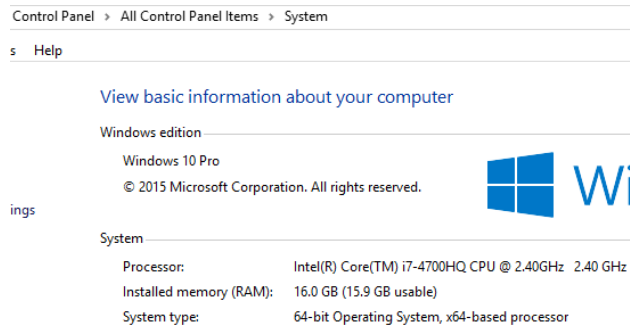 Control Panel > All Control Panel Items > System
s Help
View basic information about your computer
Windows edition
Windows 10 Pro
© 2015 Microsoft Corporation. All rights reserved.
Wi
ings
System
Processor: Intel(R) Core(TM) i7-4700HQ CPU @ 2.40GHz 2.40 GHz
Installed memory (RAM): 16.0 GB (15.9 GB usable)
System type: 64-bit Operating System, x64-based processor